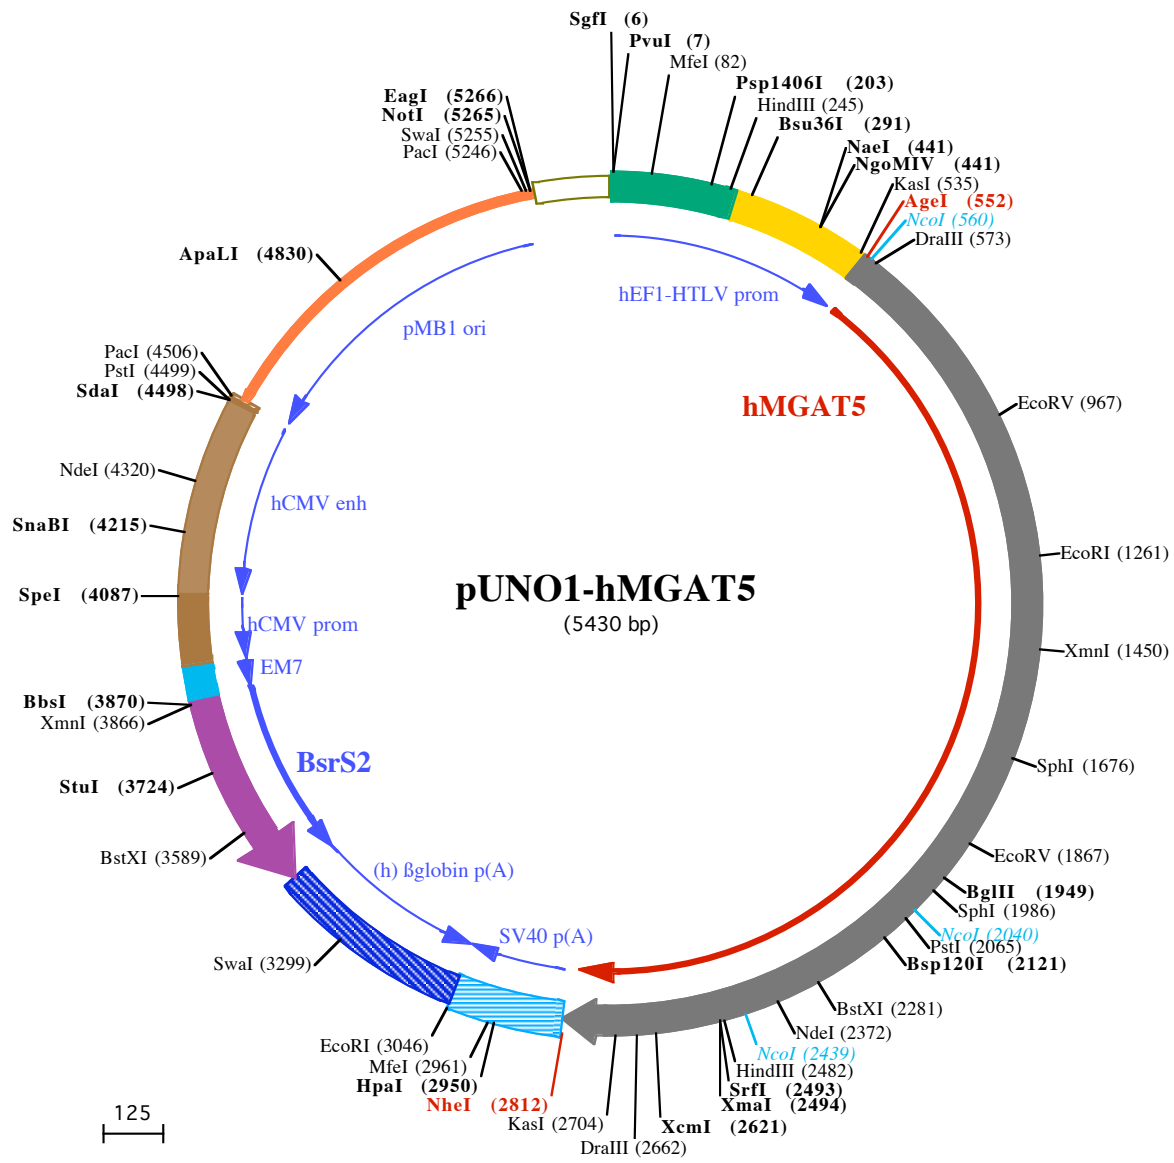 SgfI (6)
PvuI (7)
MfeI (82)
Psp1406I (203)
HindIII (245)
Bsu36I (291)
NaeI (441)
NgoMIV (441)
KasI (535)
AgeI (552)
NcoI (560)
DraIII (573)
EcoRV (967)
EcoRI (1261)
XmnI (1450)
SphI (1676)
EcoRV (1867)
BglII (1949)
SphI (1986)
NcoI (2040)
PstI (2065)
Bsp120I (2121)
BstXI (2281)
NdeI (2372)
NcoI (2439)
HindIII (2482)
SrfI (2493)
XmaI (2494)
XcmI (2621)
DraIII (2662)
KasI (2704)
NheI (2812)
HpaI (2950)
MfeI (2961)
EcoRI (3046)
SwaI (3299)
BstXI (3589)
StuI (3724)
XmnI (3866)
BbsI (3870)
SpeI (4087)
SnaBI (4215)
NdeI (4320)
SdaI (4498)
PstI (4499)
PacI (4506)
ApaLI (4830)
PacI (5246)
SwaI (5255)
NotI (5265)
EagI (5266)
hEF1-HTLV prom
hMGAT5
SV40 p(A)
(h) ßglobin p(A)
BsrS2
EM7
hCMV prom
hCMV enh
pMB1 ori
pUNO1-hMGAT5
(5430 bp)
125